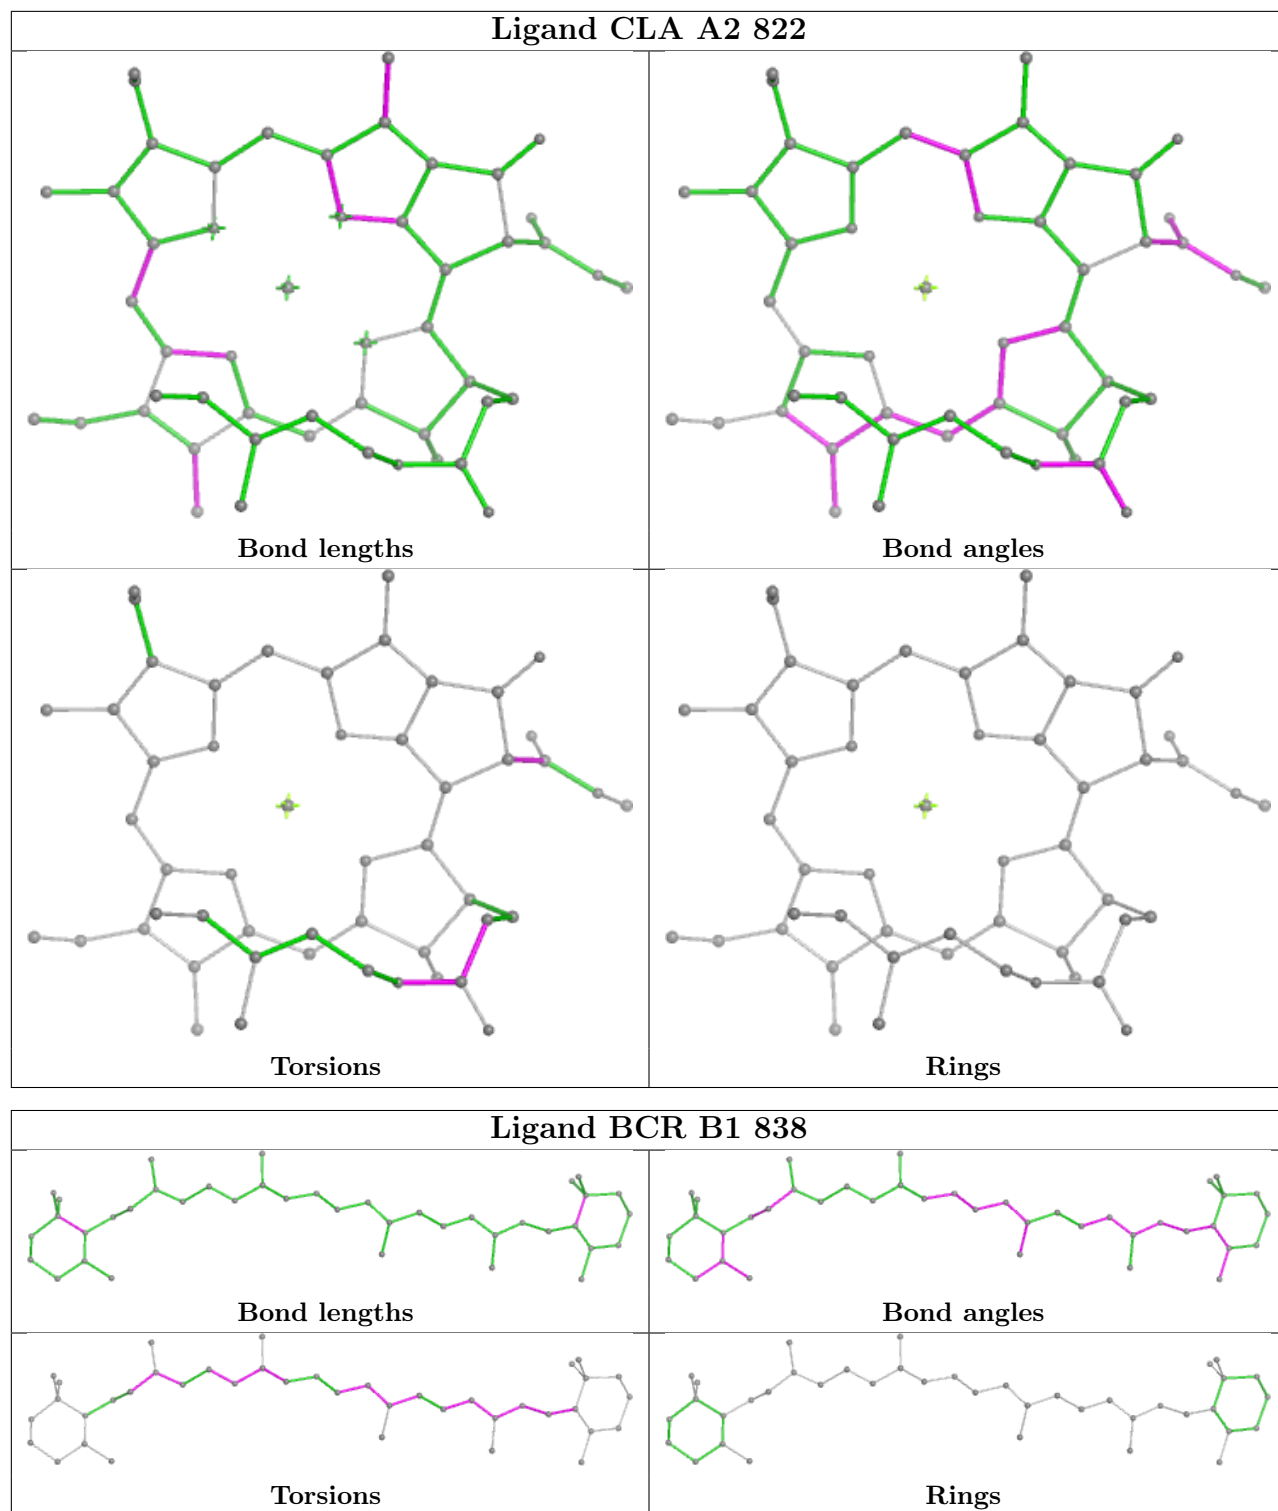 Ligand CLA A2 822
Bond lengths
Bond angles
Torsions
Rings
Ligand BCR B1 838
Bond lengths
Bond angles
Torsions
Rings